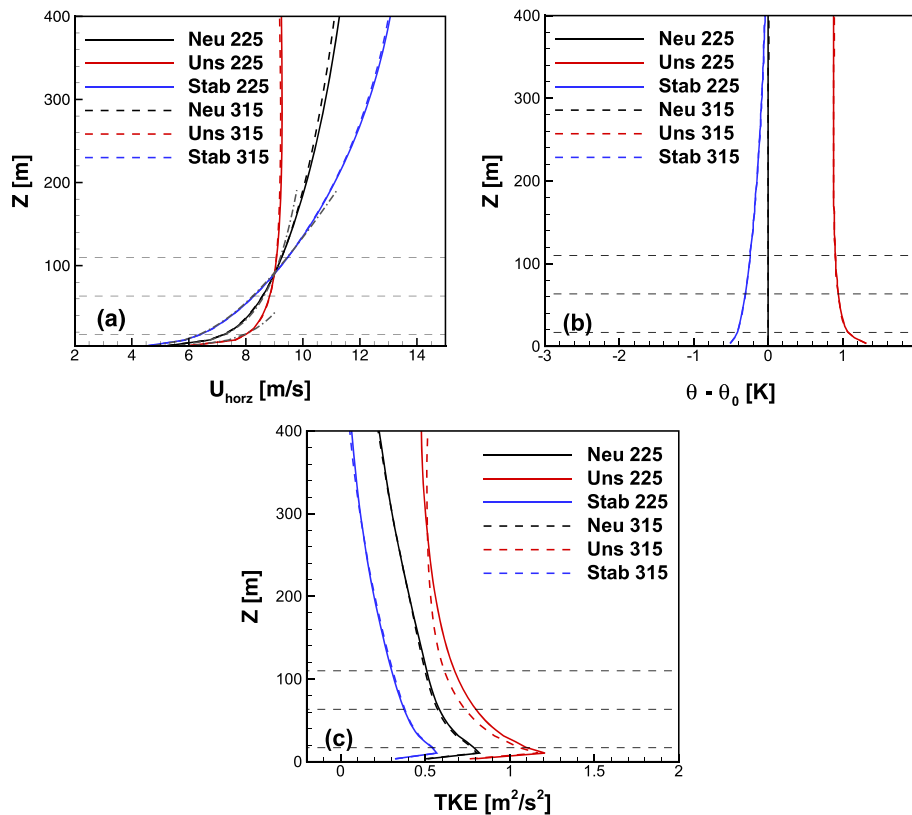 400
300
200
100
Z [m]
Neu 225
Uns 225
Stab 225
Neu 315
Uns 315
Stab 315
(a)
2 4 6 8 10 12 14
U_horz [m/s]
400
300
200
100
0
Z [m]
Neu 225
Uns 225
Stab 225
Neu 315
Uns 315
Stab 315
(b)
-3 -2 -1 0 1
θ - θ_0 [K]
400
300
200
100
0
Z [m]
Neu 225
Uns 225
Stab 225
Neu 315
Uns 315
Stab 315
(c)
0 0.5 1 1.5 2
TKE [m²/s²]